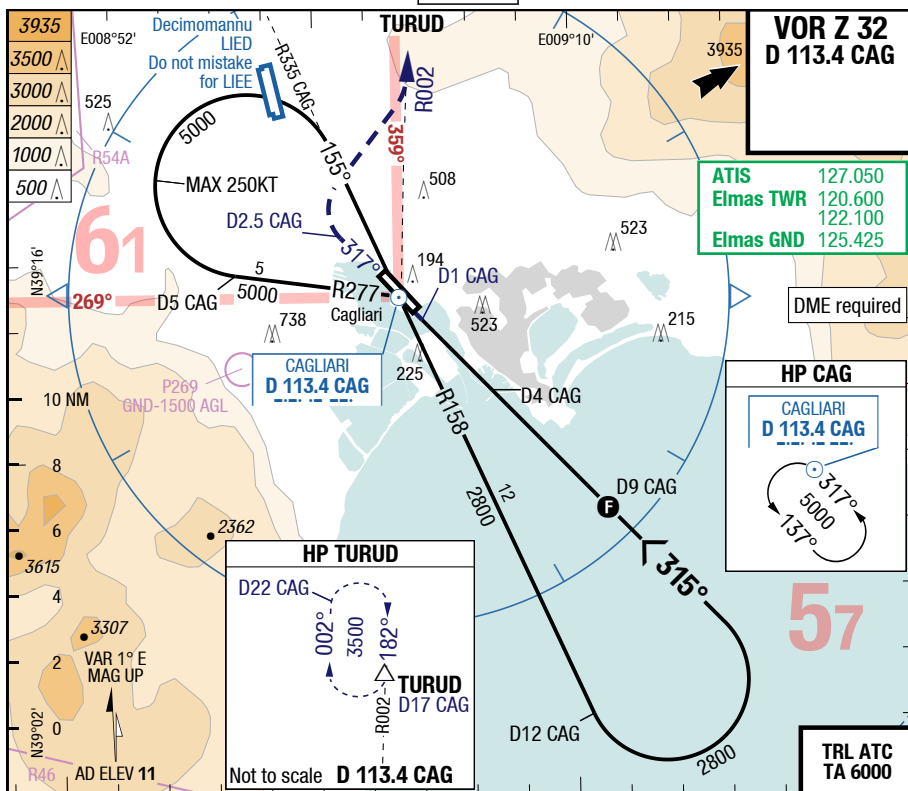 3935
3500
3000
2000
1000
500
E008°52'
525
R54A
Decimomannu
LIED
Do not mistake
for LIEE
R335 CAG
TURUD
R002
E009°10'
3935
VOR Z 32
D 113.4 CAG
5000
155°
359°
MAX 250KT
508
ATIS 127.050
Elmas TWR 120.600
122.100
Elmas GND 125.425
61
D2.5 CAG
317°
523
194
D1 CAG
N39°16'
269°
5
5000
D5 CAG
R277
Cagliari
523
215
DME required
738
225
CAGLIARI
D 113.4 CAG
P269
GND-1500 AGL
D4 CAG
R158
HP CAG
CAGLIARI
D 113.4 CAG
317°
5000
137°
10 NM
8
6
4
2
0
12
2800
F
D9 CAG
2362
3615
3307
315°
57
HP TURUD
D22 CAG
002°
3500
182°
TURUD
D17 CAG
R002
Not to scale D 113.4 CAG
VAR 1° E
MAG UP
N39°02'
R46
AD ELEV 11
D12 CAG
2800
TRL ATC
TA 6000